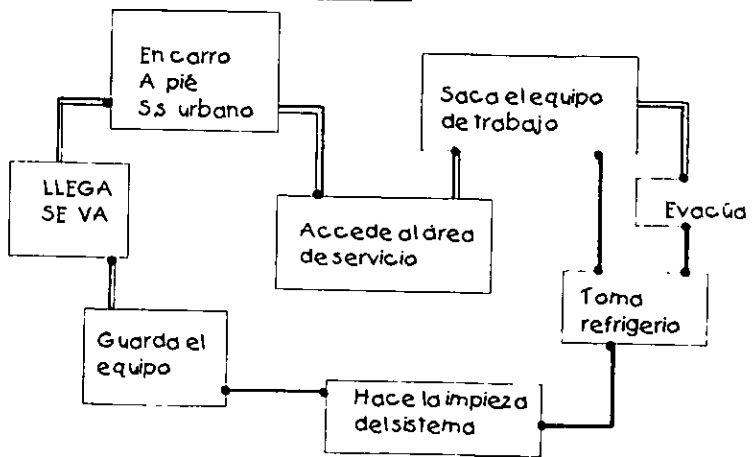 En carro
A pié
S.s urbano
Saca el equipo
de trabajo
LLEGA
SE VA
Accede al área
de servicio
Evacúa
Toma
refrigerio
Guarda el
equipo
Hace la impieza
del sistema